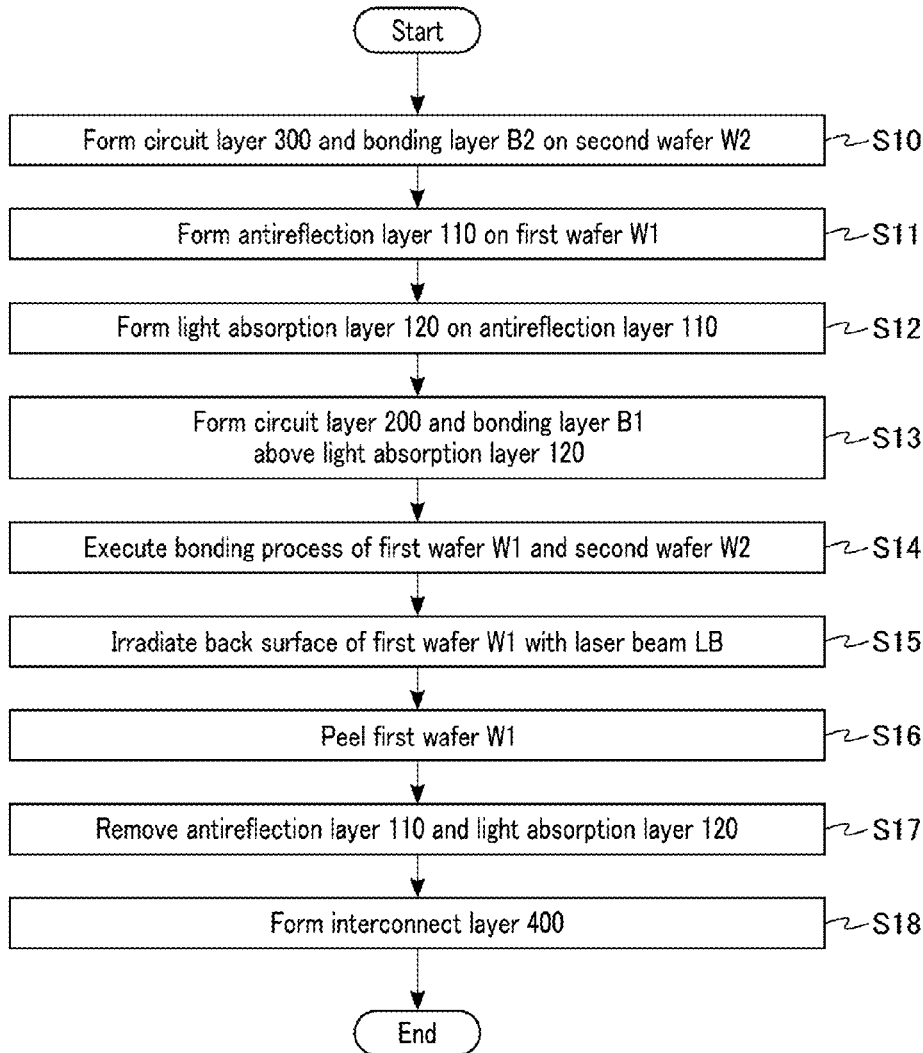 Start
Form circuit layer 300 and bonding layer B2 on second wafer W2
S10
Form antireflection layer 110 on first wafer W1
S11
Form light absorption layer 120 on antireflection layer 110
S12
Form circuit layer 200 and bonding layer B1
above light absorption layer 120
S13
Execute bonding process of first wafer W1 and second wafer W2
S14
Irradiate back surface of first wafer W1 with laser beam LB
S15
Peel first wafer W1
S16
Remove antireflection layer 110 and light absorption layer 120
S17
Form interconnect layer 400
S18
End